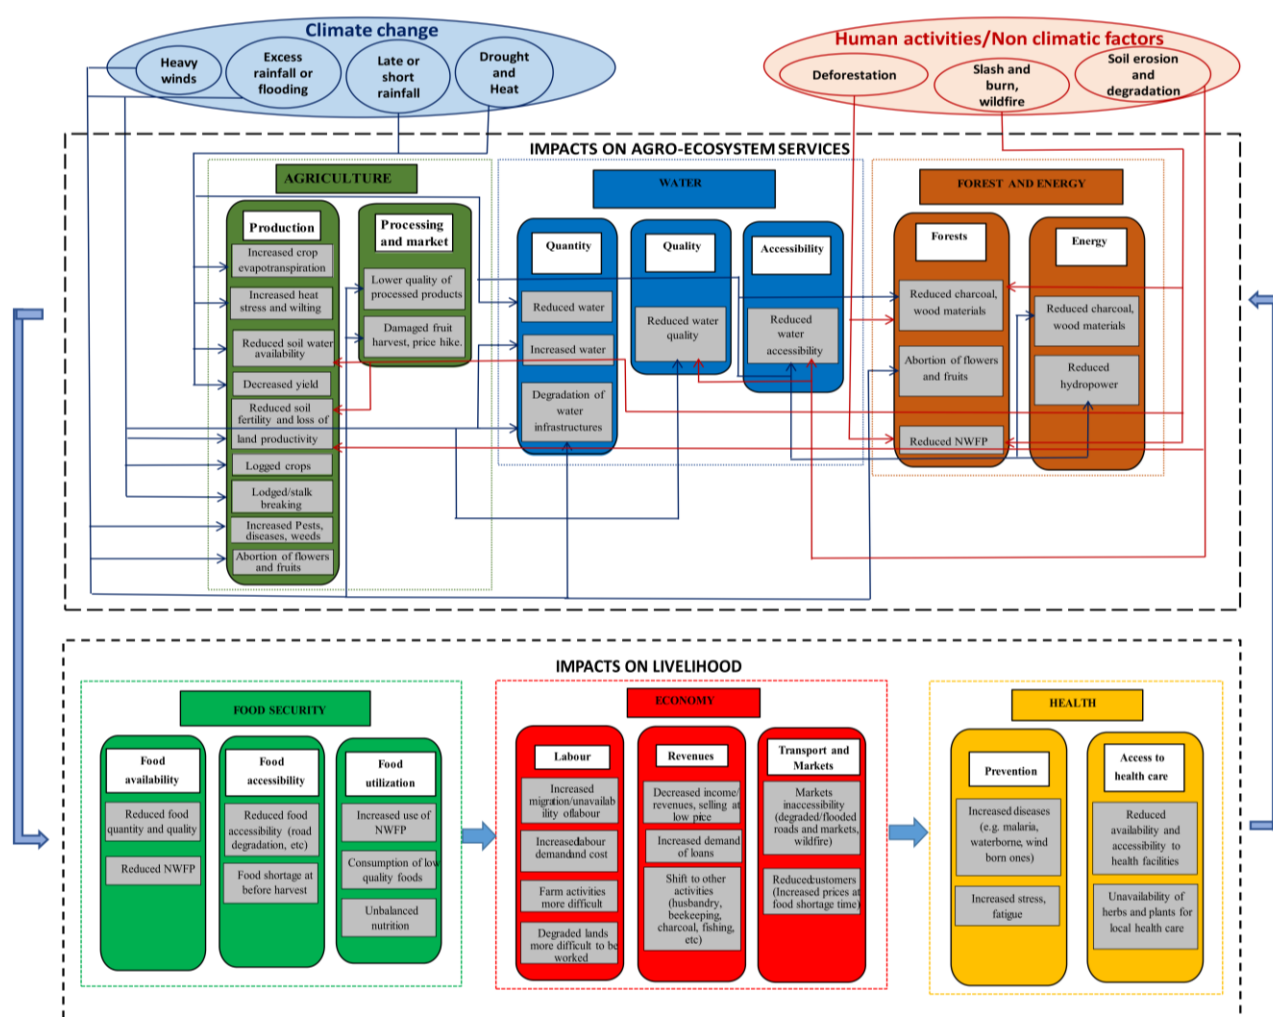 Climate change
Heavy
winds
Excess
rainfall or
flooding
Late or
short
rainfall
Drought
and
Heat
Human activities/Non climatic factors
Deforestation
Slash and
burn,
wildfire
Soil erosion
and
degradation
IMPACTS ON AGRO-ECOSYSTEM SERVICES
AGRICULTURE
Production
Increased crop
evapotranspiration
Increased heat
stress and wilting
Reduced soil water
availability
Decreased yield
Reduced soil
fertility and loss of
land productivity
Logged crops
Lodged/stalk
breaking
Increased Pests,
diseases, weeds
Abortion of flowers
and fruits
Processing
and market
Lower quality of
processed products
Damaged fruit
harvest, price hike.
WATER
Quantity
Reduced water
Increased water
Degradation of
water
infrastructures
Quality
Reduced water
quality
Accessibility
Reduced
water
accessibility
FOREST AND ENERGY
Forests
Reduced charcoal,
wood materials
Abortion of flowers
and fruits
Reduced NWFP
Energy
Reduced charcoal,
wood materials
Reduced
hydropower
IMPACTS ON LIVELIHOOD
FOOD SECURITY
Food
availability
Reduced food
quantity and quality
Reduced NWFP
Food
accessibility
Reduced food
accessibility (road
degradation, etc)
Food shortage at
before harvest
Food
utilization
Increased use of
NWFP
Consumption of low
quality foods
Unbalanced
nutrition
ECONOMY
Labour
Increased
migration/unavailab
ility oflabour
Increasedlabour
demandand cost
Farm activities
more difficult
Degraded lands
more difficult to be
worked
Revenues
Decreased income/
revenues, selling at
low price
Increased demand
of loans
Shift to other
activities
(husbandry,
beekeeping,
charcoal, fishing,
etc)
Transport and
Markets
Markets
inaccessibility
(degraded/flooded
roads and markets,
wildfire)
Reducedcustomers
(Increased prices at
food shortage time)
HEALTH
Prevention
Increased diseases
(e.g. malaria,
waterborne, wind
born ones)
Increased stress,
fatigue
Access to
health care
Reduced
availability and
accessibility to
health facilities
Unavailability of
herbs and plants for
local health care